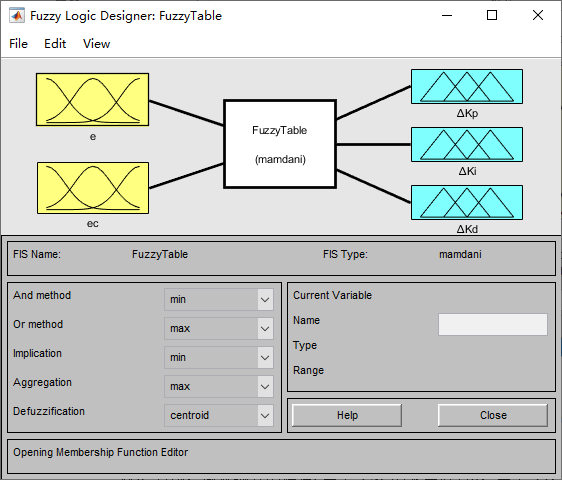 Fuzzy Logic Designer: FuzzyTable
File Edit View
e
ec
FuzzyTable
(mamdani)
ΔKp
ΔKi
ΔKd
FIS Name: FuzzyTable FIS Type: mamdani
And method min
Or method max
Implication min
Aggregation max
Defuzzification centroid
Current Variable
Name
Type
Range
Help Close
Opening Membership Function Editor